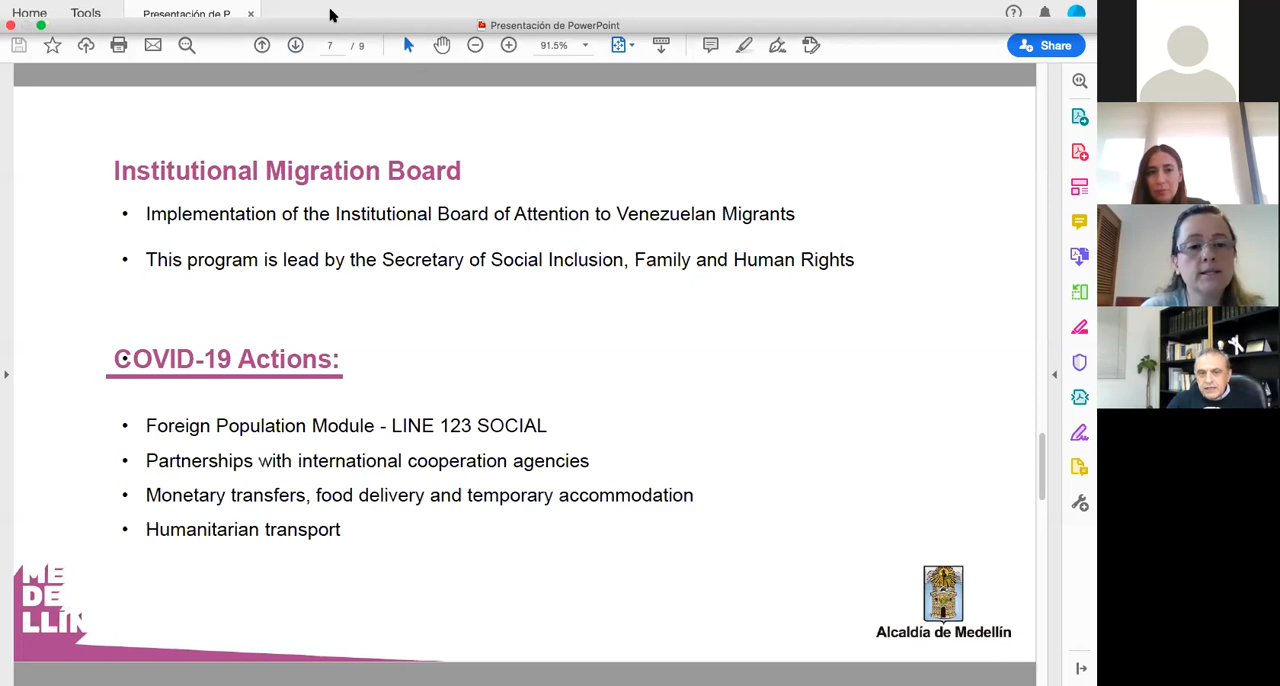 Home Tools Presentación de P ×
Presentación de PowerPoint
7 / 9 91.5% Share
Institutional Migration Board
• Implementation of the Institutional Board of Attention to Venezuelan Migrants
• This program is lead by the Secretary of Social Inclusion, Family and Human Rights
COVID-19 Actions:
• Foreign Population Module - LINE 123 SOCIAL
• Partnerships with international cooperation agencies
• Monetary transfers, food delivery and temporary accommodation
• Humanitarian transport
ME
DE
LLÍN
Alcaldía de Medellín